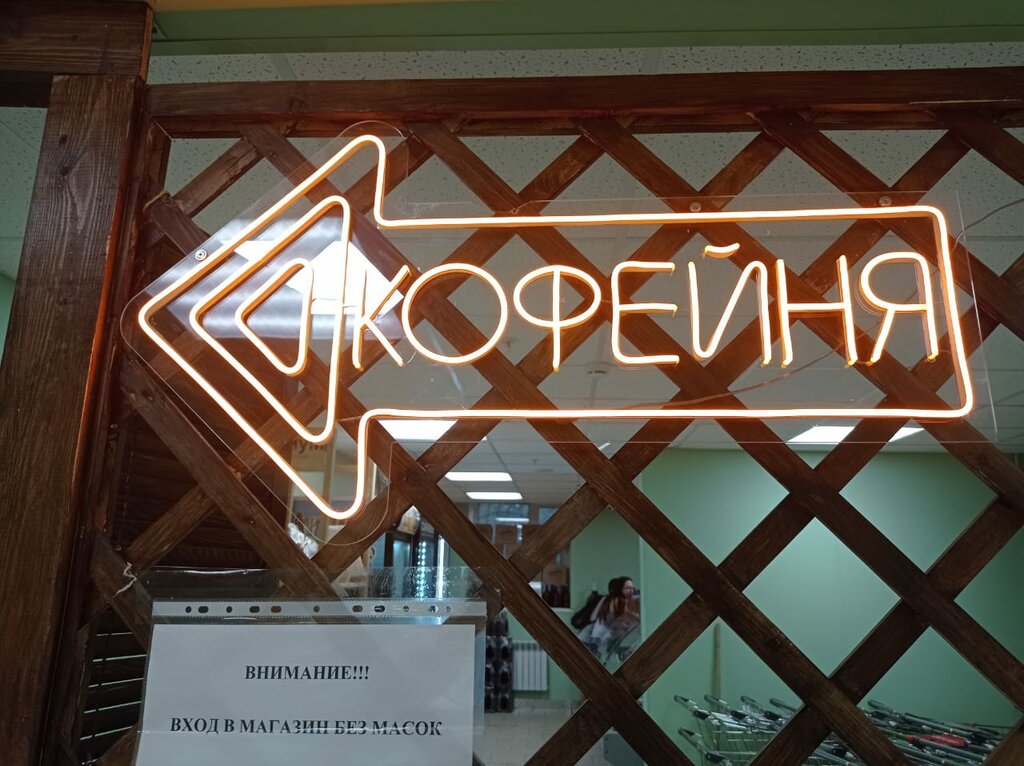 КОФЕЙНЯ
ВНИМАНИЕ!!!
ВХОД В МАГАЗИН БЕЗ МАСОК